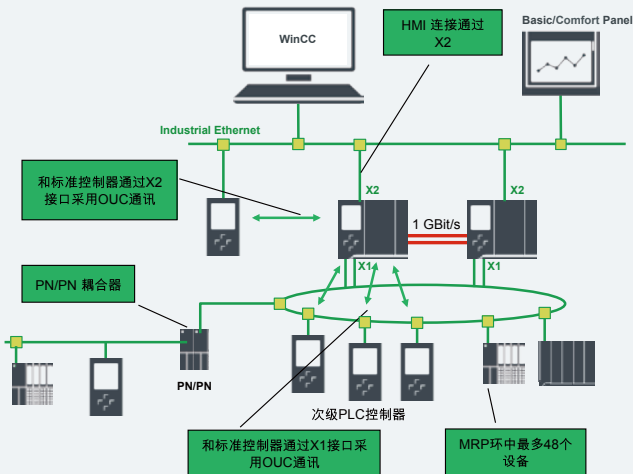 WinCC
HMI 连接通过
X2
Basic/Comfort Panel
Industrial Ethernet
和标准控制器通过X2
接口采用OUC通讯
X2
X2
1 GBit/s
X1
X1
PN/PN 耦合器
PN/PN
次级PLC控制器
和标准控制器通过X1接口采
用OUC通讯
MRP环中最多48个
设备